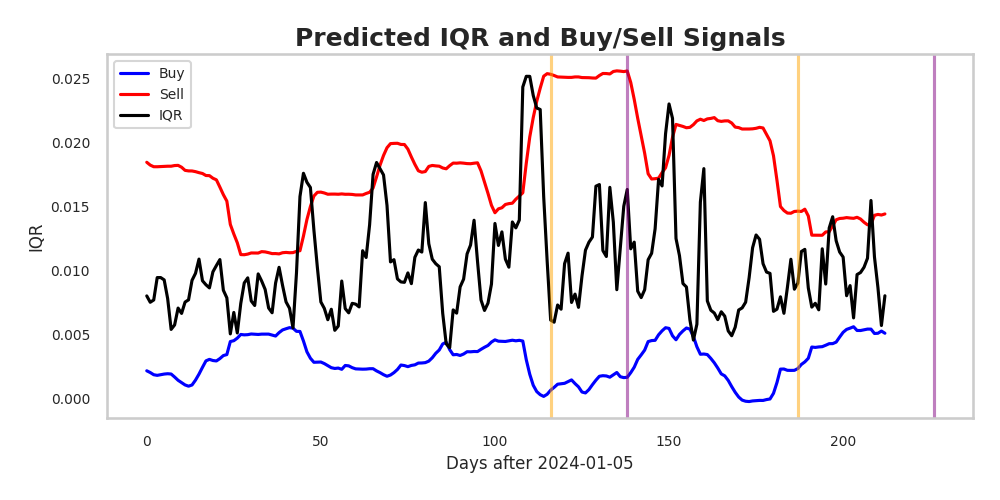 Predicted IQR and Buy/Sell Signals
Buy
Sell
IQR
0.025
0.020
0.015
0.010
0.005
0.000
IQR
0
50
100
150
200
Days after 2024-01-05